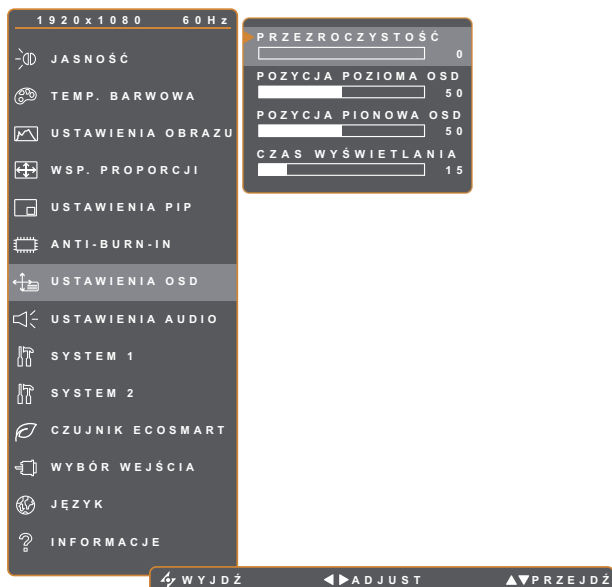 1920x1080 60Hz
JASNOŚĆ
TEMP. BARWOWA
USTAWIENIA OBRAZU
WSP. PROPORCJI
USTAWIENIA PIP
ANTI-BURN-IN
USTAWIENIA OSD
USTAWIENIA AUDIO
SYSTEM 1
SYSTEM 2
CZUJNIK ECOSMART
WYBÓR WEJŚCIA
JĘZYK
INFORMACJE
PRZEZROCZYSTOŚĆ
0
POZYCJA POZIOMA OSD
50
POZYCJA PIONOWA OSD
50
CZAS WYŚWIETLANIA
15
WYJDŹ ◀▶ADJUST ▲▼PRZEJDŹ